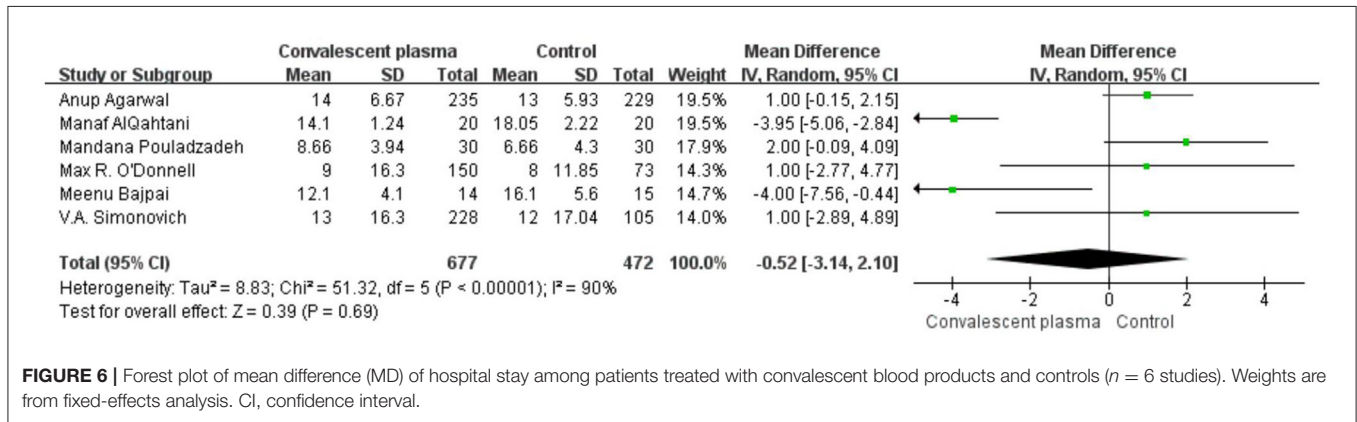 Convalescent plasma Control Mean Difference Mean Difference
Study or Subgroup Mean SD Total Mean SD Total Weight IV, Random, 95% CI IV, Random, 95% CI
Anup Agarwal 14 6.67 235 13 5.93 229 19.5% 1.00 [-0.15, 2.15]
Manaf AlQahtani 14.1 1.24 20 18.05 2.22 20 19.5% -3.95 [-5.06, -2.84]
Mandana Pouladzadeh 8.66 3.94 30 6.66 4.3 30 17.9% 2.00 [-0.09, 4.09]
Max R. O'Donnell 9 16.3 150 8 11.85 73 14.3% 1.00 [-2.77, 4.77]
Meenu Bajpai 12.1 4.1 14 16.1 5.6 15 14.7% -4.00 [-7.56, -0.44]
V.A. Simonovich 13 16.3 228 12 17.04 105 14.0% 1.00 [-2.89, 4.89]
Total (95% CI) 677 472 100.0% -0.52 [-3.14, 2.10]
Heterogeneity: Tau² = 8.83; Chi² = 51.32, df = 5 (P < 0.00001); I² = 90%
Test for overall effect: Z = 0.39 (P = 0.69)
-4 -2 0 2 4
Convalescent plasma Control
FIGURE 6 | Forest plot of mean difference (MD) of hospital stay among patients treated with convalescent blood products and controls (n = 6 studies). Weights are
from fixed-effects analysis. CI, confidence interval.